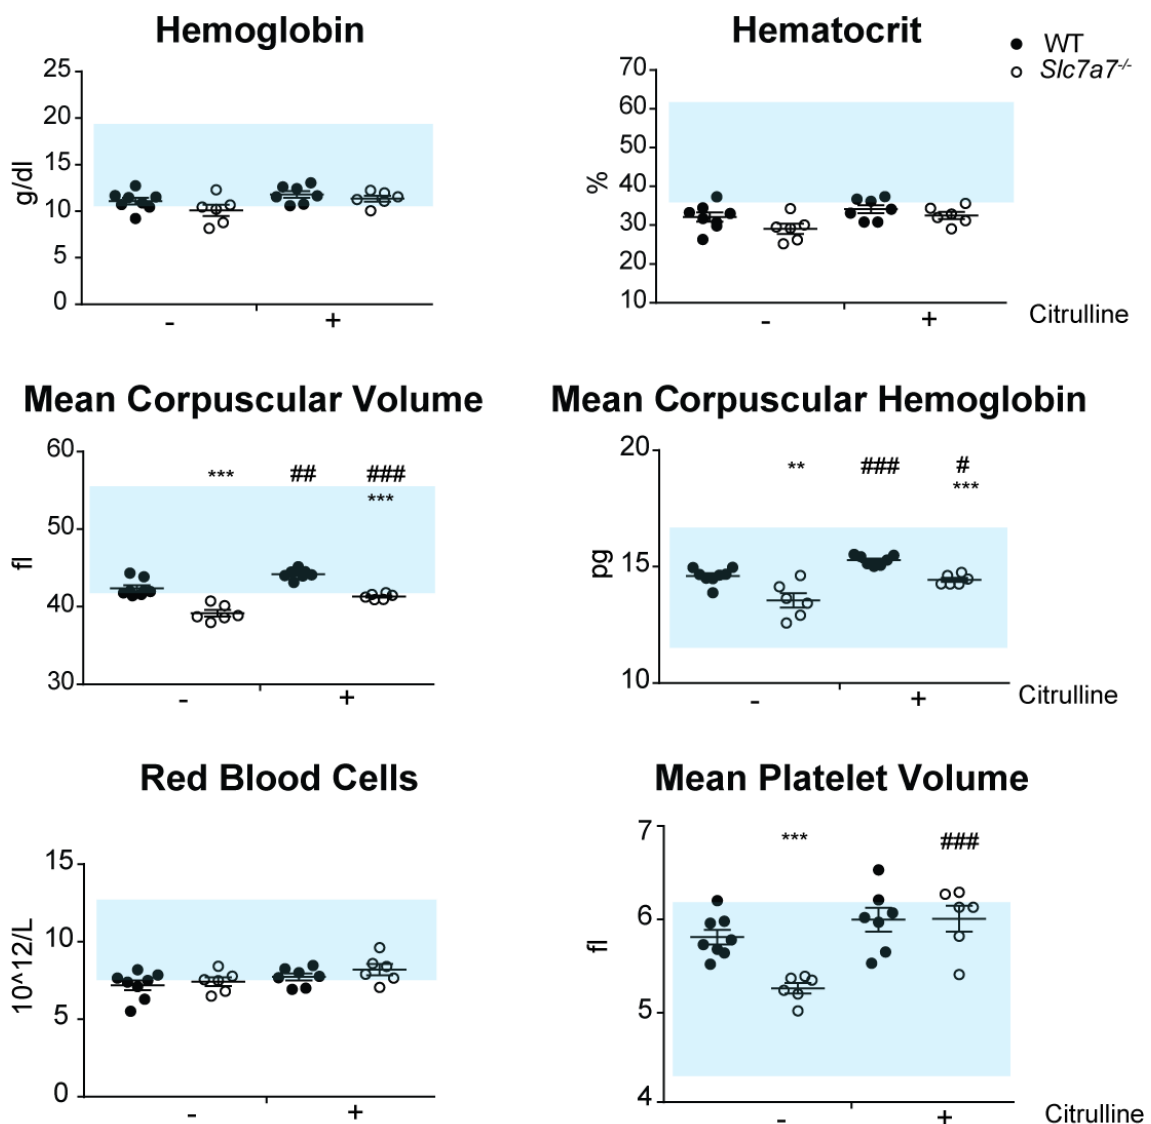 Hemoglobin
g/dl
25
20
15
10
5
0
- +
Hematocrit
WT
Slc7a7-/-
%
70
60
50
40
30
20
10
- +
Citrulline
Mean Corpuscular Volume
fl
60
50
40
30
*** ## ###
***
- +
Mean Corpuscular Hemoglobin
pg
20
15
10
** ### #
***
- +
Citrulline
Red Blood Cells
10^12/L
15
10
5
0
- +
Mean Platelet Volume
fl
7
6
5
4
*** ###
- +
Citrulline